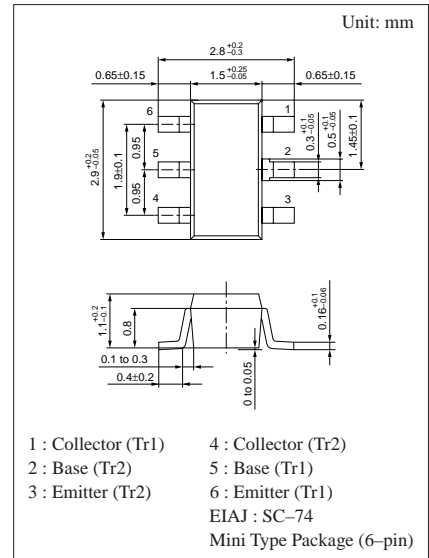 Unit: mm
2.8 +0.2 –0.3
0.65±0.15 1.5 +0.25 –0.05 0.65±0.15
6 1
5 2
4 3
2.9 +0.2 –0.05
1.9±0.1
0.95
0.95
0.3 +0.1 –0.05
0.5 +0.1 –0.05
1.45±0.1
1.1 +0.2 –0.1
0.8
0.16 +0.1 –0.06
0.1 to 0.3
0.4±0.2
0 to 0.05
1 : Collector (Tr1) 4 : Collector (Tr2)
2 : Base (Tr2) 5 : Base (Tr1)
3 : Emitter (Tr2) 6 : Emitter (Tr1)
EIAJ : SC–74
Mini Type Package (6–pin)